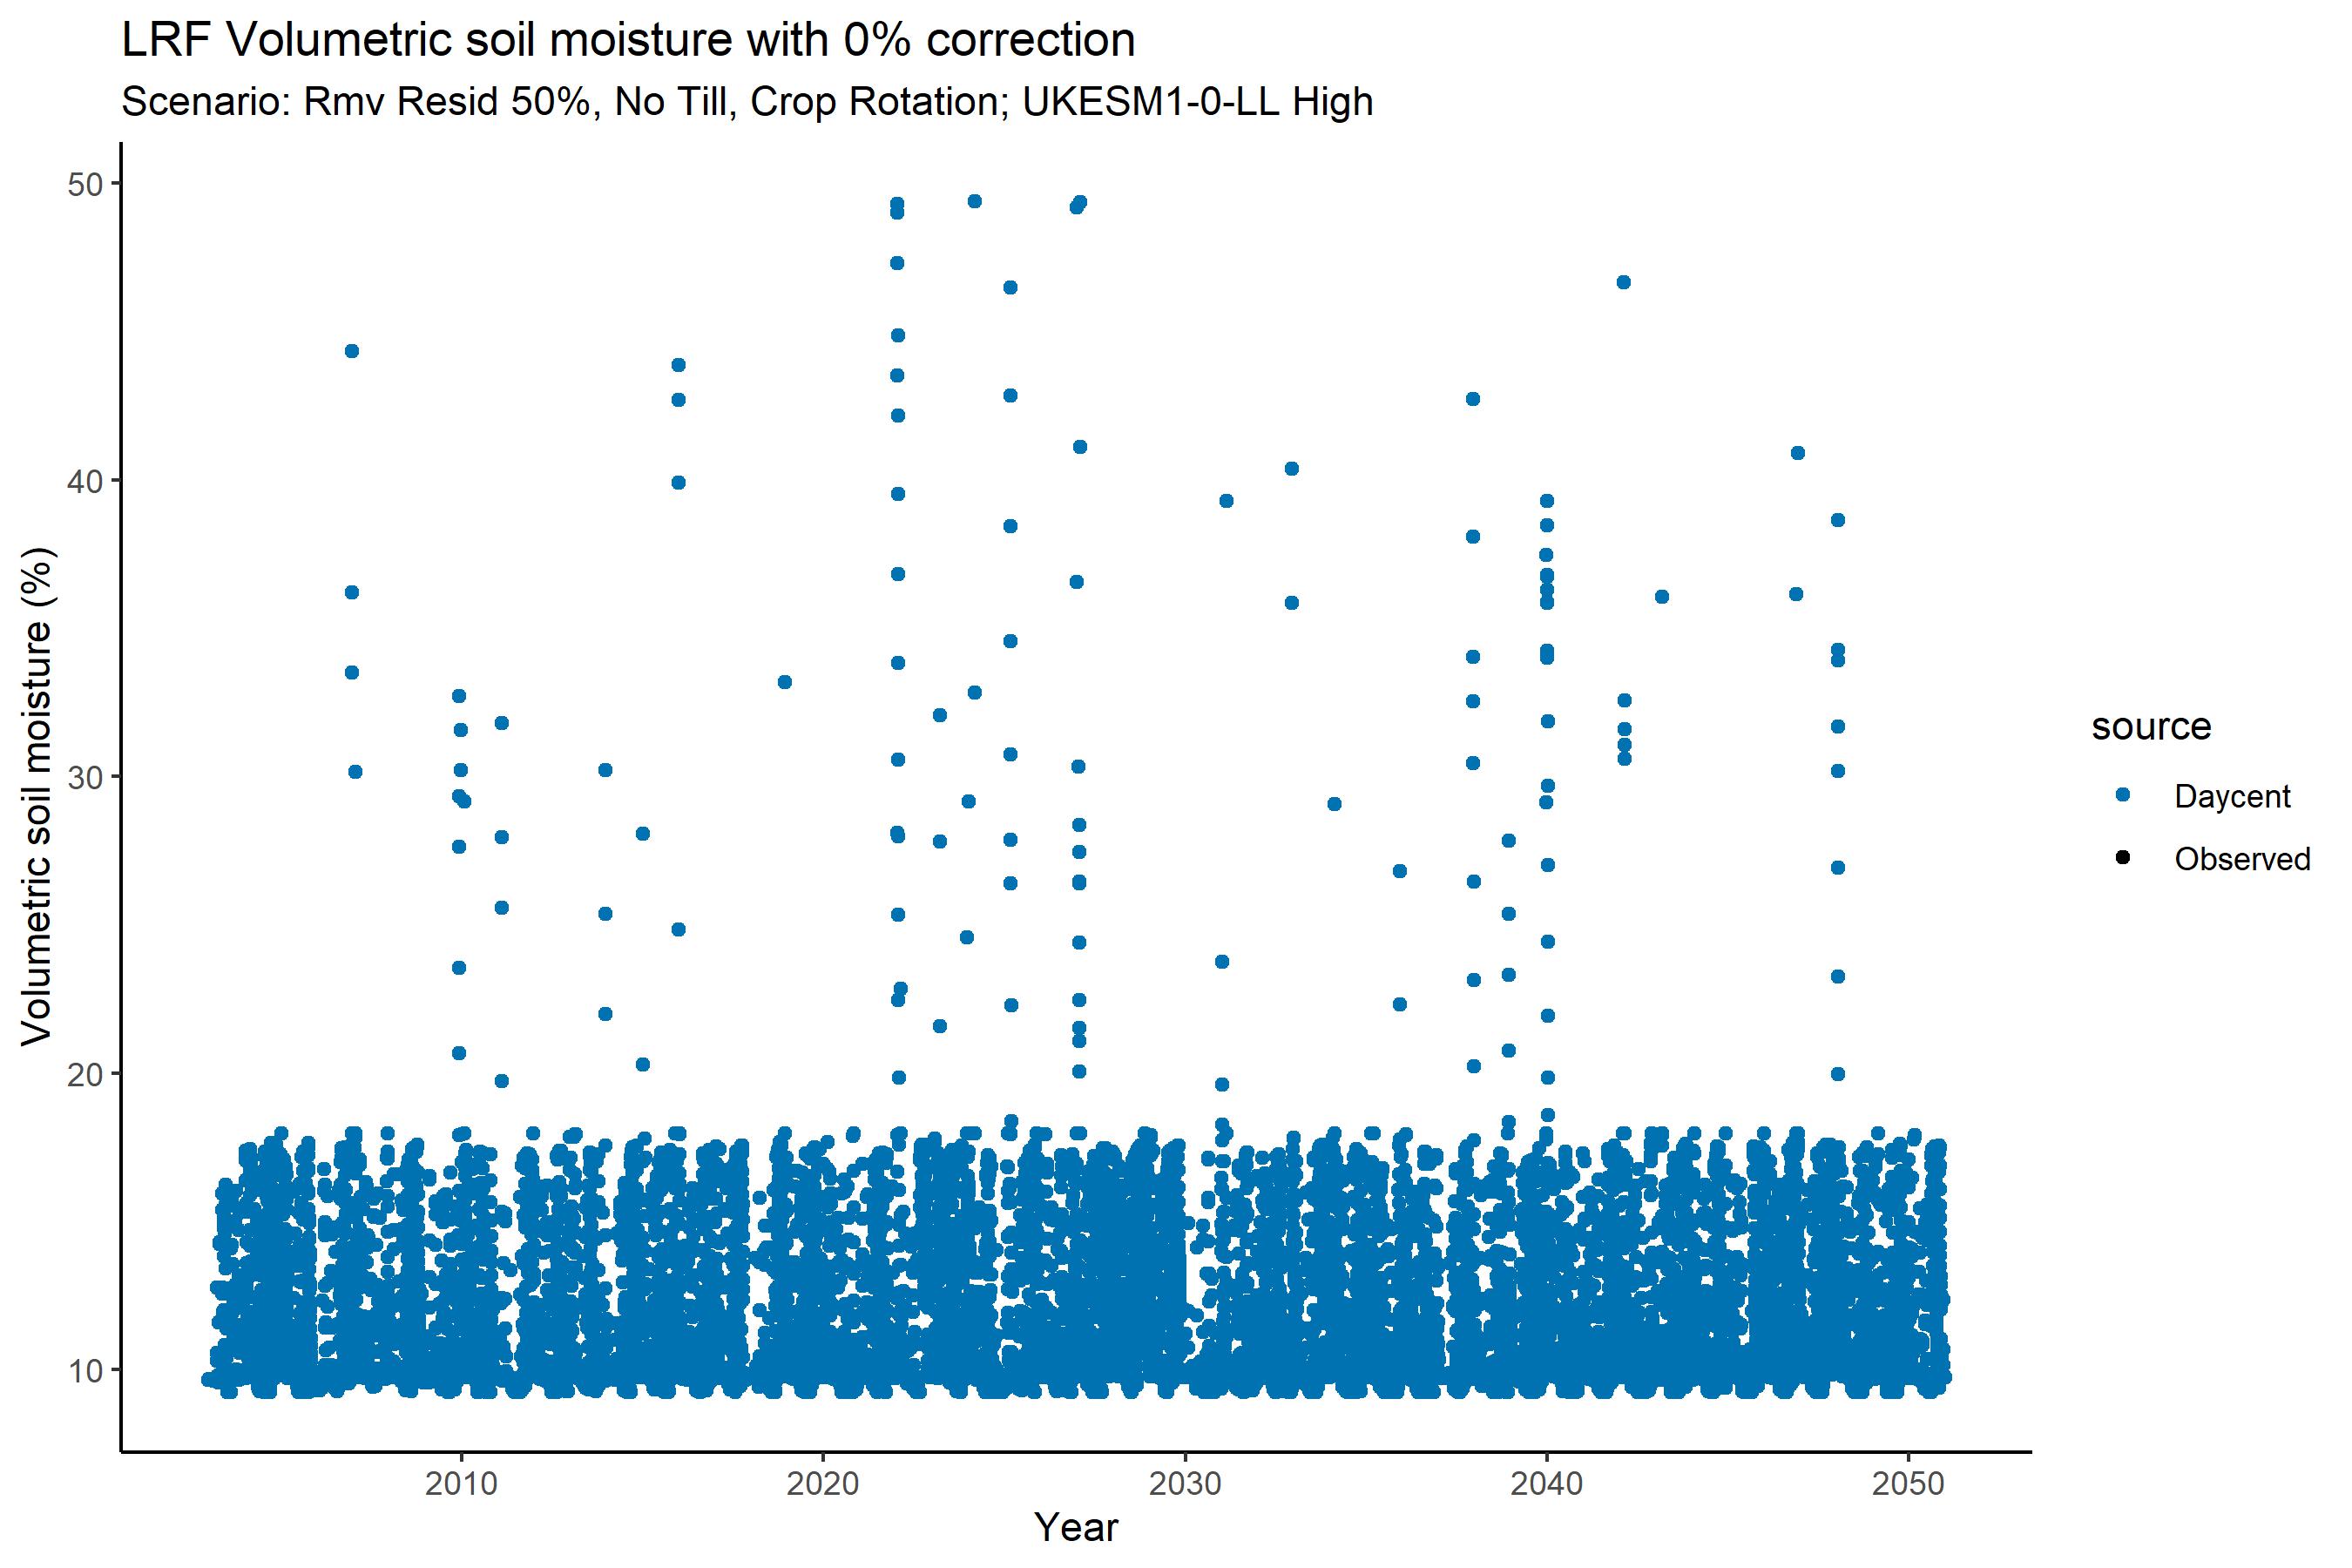 LRF Volumetric soil moisture with 0% correction
Scenario: Rmv Resid 50%, No Till, Crop Rotation; UKESM1-0-LL High
Volumetric soil moisture (%)
50
40
30
20
10
2010 2020 2030 2040 2050
Year
source
Daycent
Observed